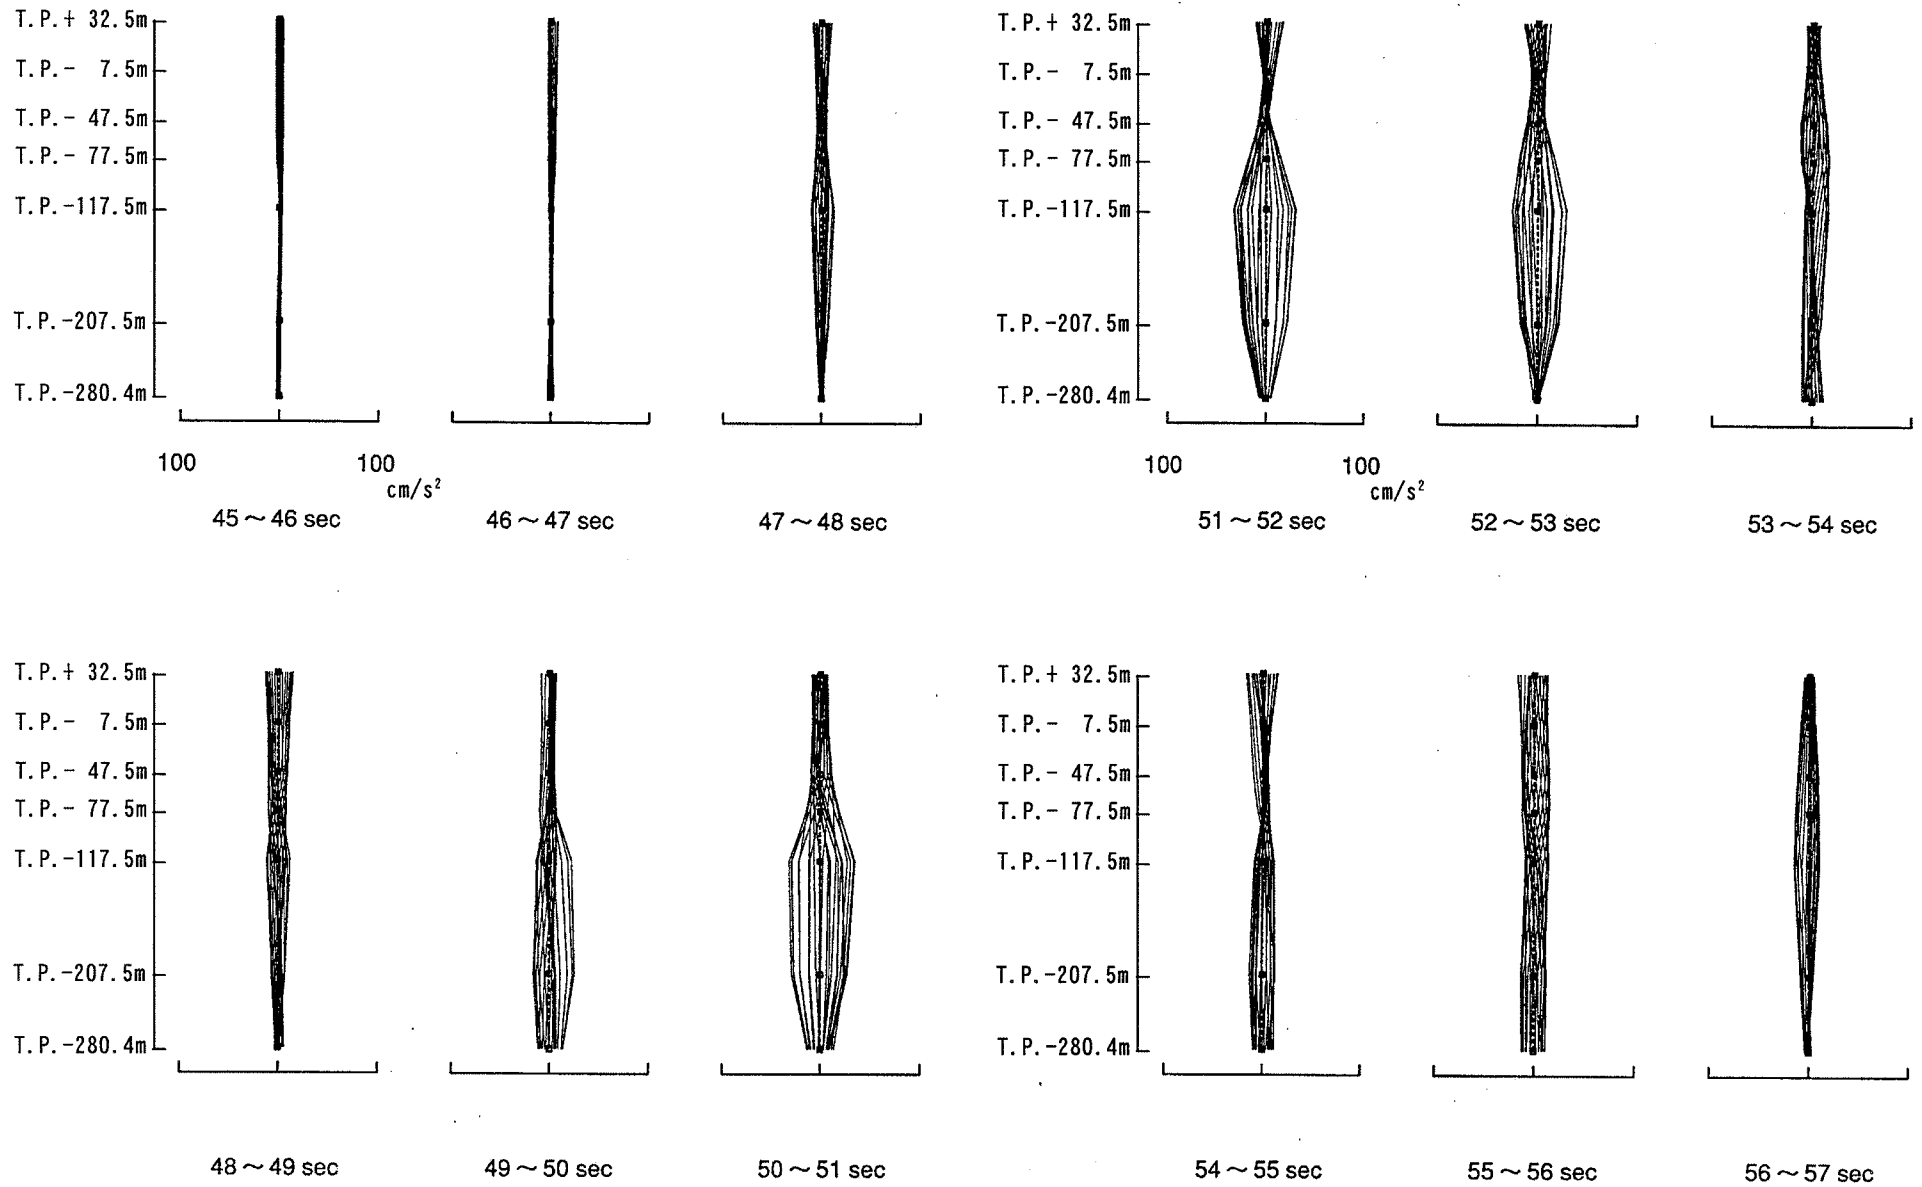 T.P.+ 32.5m
T.P.- 7.5m
T.P.- 47.5m
T.P.- 77.5m
T.P.-117.5m
T.P.-207.5m
T.P.-280.4m
100 100
cm/s²
45 ~ 46 sec 46 ~ 47 sec 47 ~ 48 sec
T.P.+ 32.5m
T.P.- 7.5m
T.P.- 47.5m
T.P.- 77.5m
T.P.-117.5m
T.P.-207.5m
T.P.-280.4m
100 100
cm/s²
51 ~ 52 sec 52 ~ 53 sec 53 ~ 54 sec
T.P.+ 32.5m
T.P.- 7.5m
T.P.- 47.5m
T.P.- 77.5m
T.P.-117.5m
T.P.-207.5m
T.P.-280.4m
48 ~ 49 sec 49 ~ 50 sec 50 ~ 51 sec
T.P.+ 32.5m
T.P.- 7.5m
T.P.- 47.5m
T.P.- 77.5m
T.P.-117.5m
T.P.-207.5m
T.P.-280.4m
54 ~ 55 sec 55 ~ 56 sec 56 ~ 57 sec